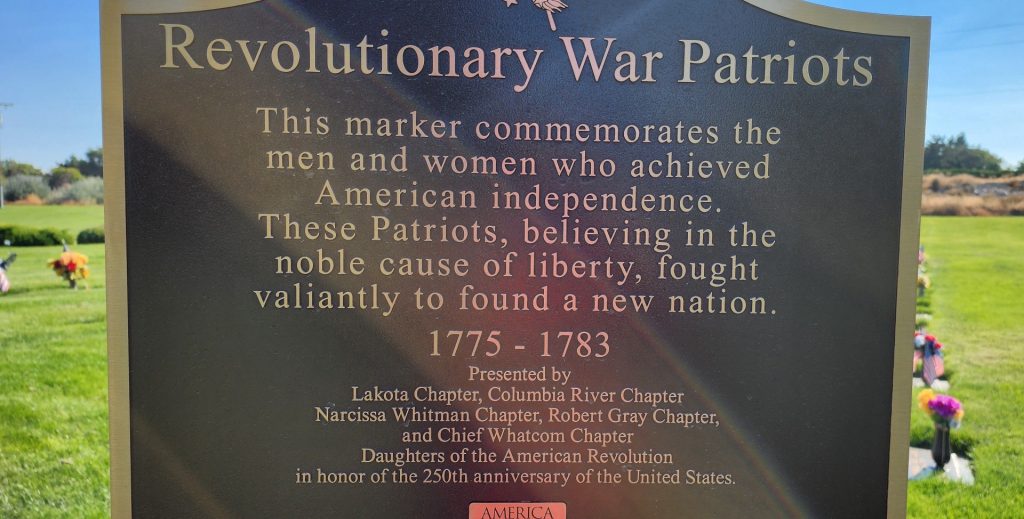 Revolutionary War Patriots
This marker commemorates the
men and women who achieved
American independence.
These Patriots, believing in the
noble cause of liberty, fought
valiantly to found a new nation.
1775 - 1783
Presented by
Lakota Chapter, Columbia River Chapter
Narcissa Whitman Chapter, Robert Gray Chapter,
and Chief Whatcom Chapter
Daughters of the American Revolution
in honor of the 250th anniversary of the United States.
AMERICA